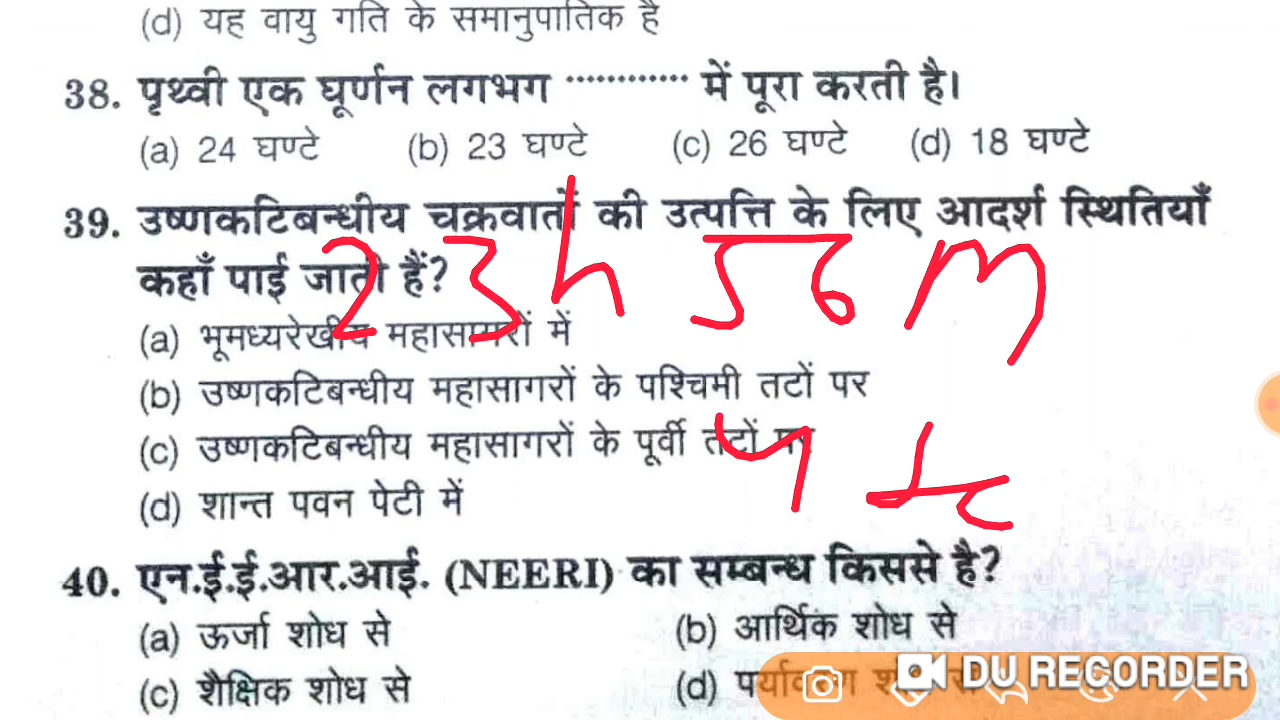 (d) यह वायु गति के समानुपातिक है
38. पृथ्वी एक घूर्णन लगभग ············ में पूरा करती है।
(a) 24 घण्टे (b) 23 घण्टे (c) 26 घण्टे (d) 18 घण्टे
39. उष्णकटिबन्धीय चक्रवातों की उत्पत्ति के लिए आदर्श स्थितियाँ
कहाँ पाई जाती हैं?
23h 56 m
(a) भूमध्यरेखीय महासागरों में
(b) उष्णकटिबन्धीय महासागरों के पश्चिमी तटों पर
(c) उष्णकटिबन्धीय महासागरों के पूर्वी तटों पर
(d) शान्त पवन पेटी में
40. एन.ई.ई.आर.आई. (NEERI) का सम्बन्ध किससे है?
(a) ऊर्जा शोध से (b) आर्थिक शोध से
(c) शैक्षिक शोध से (d)
DU RECORDER